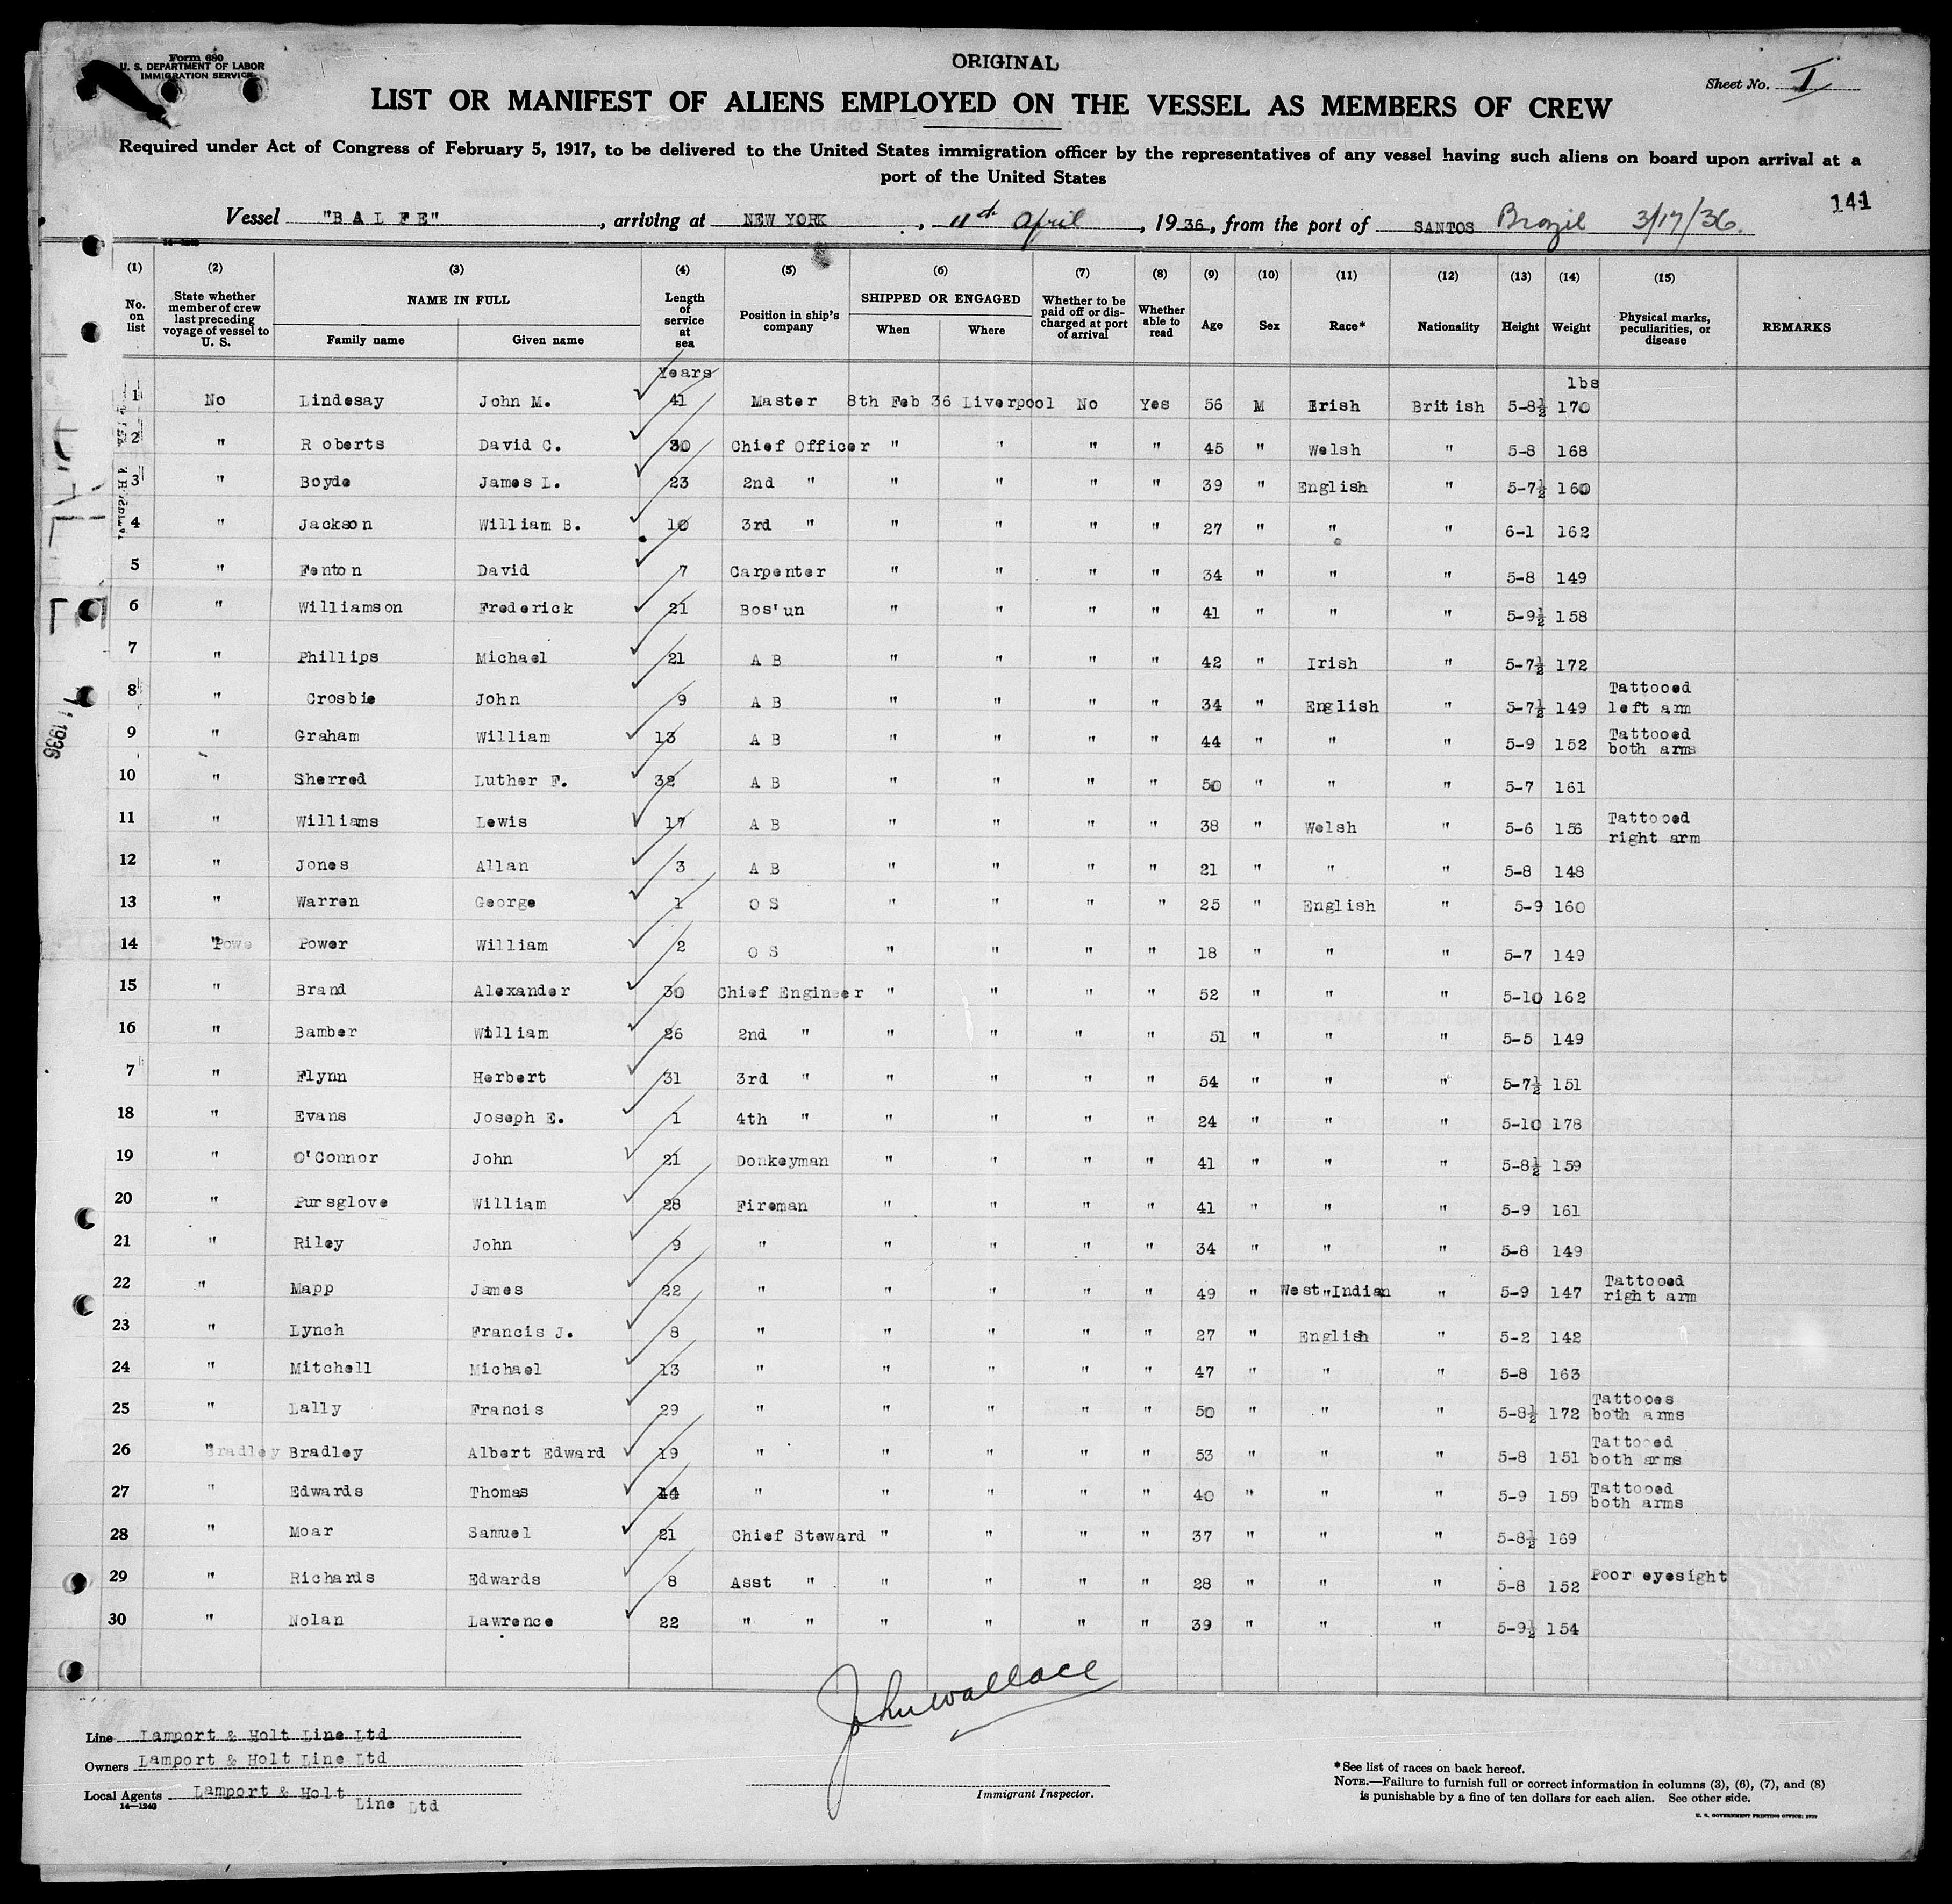 Form 680
U. S. DEPARTMENT OF LABOR
IMMIGRATION SERVICE
ORIGINAL
Sheet No. I
LIST OR MANIFEST OF ALIENS EMPLOYED ON THE VESSEL AS MEMBERS OF CREW
Required under Act of Congress of February 5, 1917, to be delivered to the United States immigration officer by the representatives of any vessel having such aliens on board upon arrival at a
port of the United States
141
Vessel "BALFE", arriving at NEW YORK, 11th April, 1936, from the port of SANTOS Brazil 3/17/36.
14—1240
(1) (2) (3) (4) (5) (6) (7) (8) (9) (10) (11) (12) (13) (14) (15)
No. on list | State whether member of crew last preceding voyage of vessel to U. S. | NAME IN FULL Family name | Given name | Length of service at sea | Position in ship's company | SHIPPED OR ENGAGED When | Where | Whether to be paid off or discharged at port of arrival | Whether able to read | Age | Sex | Race* | Nationality | Height | Weight | Physical marks, peculiarities, or disease | REMARKS
Years lbs
1 No Lindesay John M. 41 Master 8th Feb 36 Liverpool No Yes 56 M Irish British 5-8½ 170
2 " Roberts David C. 30 Chief Officer " " " " 45 " Welsh " 5-8 168
3 " Boyde James L. 23 2nd " " " " " 39 " English " 5-7½ 160
4 " Jackson William B. 10 3rd " " " " " 27 " " " 6-1 162
5 " Fenton David 7 Carpenter " " " " 34 " " " 5-8 149
6 " Williamson Frederick 21 Bos'un " " " " 41 " " " 5-9½ 158
7 " Phillips Michael 21 A B " " " " 42 " Irish " 5-7½ 172
8 " Crosbie John 9 A B " " " " 34 " English " 5-7½ 149 Tattooed left arm
9 " Graham William 13 A B " " " " 44 " " " 5-9 152 Tattooed both arms
10 " Sherred Luther F. 32 A B " " " " 50 " " " 5-7 161
11 " Williams Lewis 17 A B " " " " 38 " Welsh " 5-6 156 Tattooed right arm
12 " Jones Allan 3 A B " " " " 21 " " " 5-8 148
13 " Warren George 1 O S " " " " 25 " English " 5-9 160
14 " Powe Power William 2 O S " " " " 18 " " " 5-7 149
15 " Brand Alexander 30 Chief Engineer " " " " 52 " " " 5-10 162
16 " Bamber William 26 2nd " " " " " 51 " " " 5-5 149
7 " Flynn Herbert 31 3rd " " " " " 54 " " " 5-7½ 151
18 " Evans Joseph E. 1 4th " " " " " 24 " " " 5-10 178
19 " O'Connor John 21 Donkeyman " " " " 41 " " " 5-8½ 159
20 " Pursglove William 28 Fireman " " " " 41 " " " 5-9 161
21 " Riley John 9 " " " " " 34 " " " 5-8 149
22 " Mapp James 22 " " " " " 49 " West Indian " 5-9 147 Tattooed right arm
23 " Lynch Francis J. 8 " " " " " 27 " English " 5-2 142
24 " Mitchell Michael 13 " " " " " 47 " " " 5-8 163
25 " Lally Francis 29 " " " " " 50 " " " 5-8½ 172 Tattooes both arms
26 " Bradley Bradley Albert Edward 19 " " " " " 53 " " " 5-8 151 Tattooed both arms
27 " Edwards Thomas 14 " " " " " 40 " " " 5-9 159 Tattooed both arms
28 " Moar Samuel 21 Chief Steward " " " " 37 " " " 5-8½ 169
29 " Richards Edwards 8 Asst " " " " " 28 " " " 5-8 152 Poor eyesight
30 " Nolan Lawrence 22 " " " " " " 39 " " " 5-9½ 154
1936
John Wallace
Immigrant Inspector.
Line Lamport & Holt Line Ltd
Owners Lamport & Holt Line Ltd
Local Agents Lamport & Holt Line Ltd
14—1240
*See list of races on back hereof.
NOTE.—Failure to furnish full or correct information in columns (3), (6), (7), and (8)
is punishable by a fine of ten dollars for each alien. See other side.